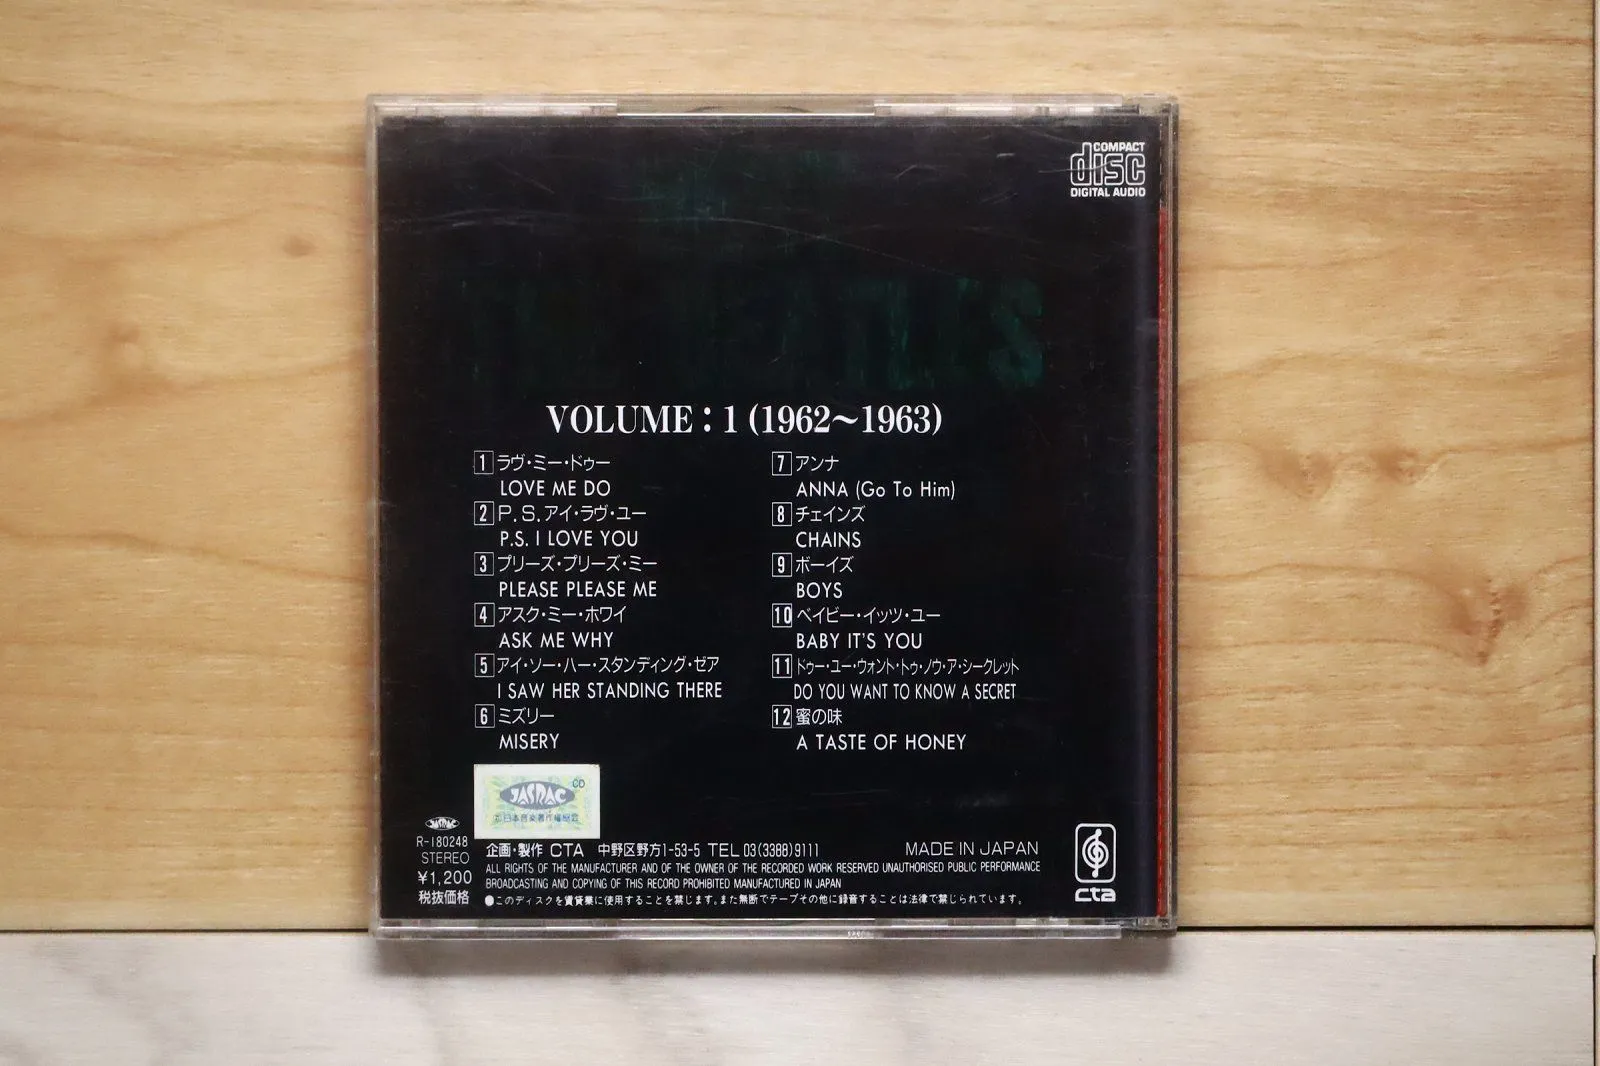 COMPACT
disc
DIGITAL AUDIO
VOLUME : 1 (1962〜1963)
1 ラヴ・ミー・ドゥー
LOVE ME DO
2 P.S.アイ・ラヴ・ユー
P.S. I LOVE YOU
3 プリーズ・プリーズ・ミー
PLEASE PLEASE ME
4 アスク・ミー・ホワイ
ASK ME WHY
5 アイ・ソー・ハー・スタンディング・ゼア
I SAW HER STANDING THERE
6 ミズリー
MISERY
7 アンナ
ANNA (Go To Him)
8 チェインズ
CHAINS
9 ボーイズ
BOYS
10 ベイビー・イッツ・ユー
BABY IT'S YOU
11 ドゥー・ユー・ウォント・トゥ・ノウ・ア・シークレット
DO YOU WANT TO KNOW A SECRET
12 蜜の味
A TASTE OF HONEY
CD
JASRAC
日本音楽著作権協会
JASRAC
R-180248
STEREO
¥1,200
税抜価格
企画・製作 CTA 中野区野方1-53-5 TEL 03(3388)9111
MADE IN JAPAN
ALL RIGHTS OF THE MANUFACTURER AND OF THE OWNER OF THE RECORDED WORK RESERVED UNAUTHORISED PUBLIC PERFORMANCE
BROADCASTING AND COPYING OF THIS RECORD PROHIBITED MANUFACTURED IN JAPAN
●このディスクを賃貸業に使用することを禁じます。また無断でテープその他に録音することは法律で禁じられています。
cta